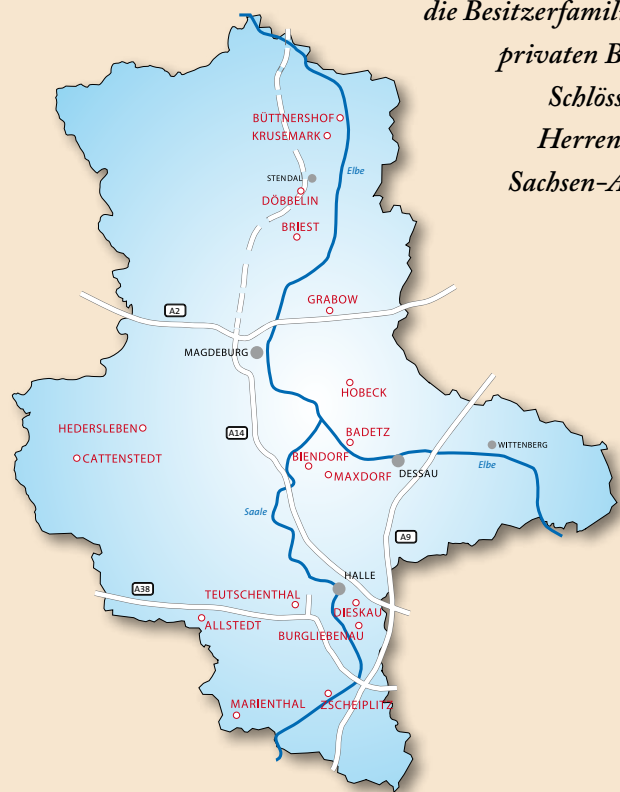 die Besitzerfamili
privaten B
Schlöss
Herren
Sachsen-A
BÜTTNERSHOF
KRUSEMARK
Elbe
STENDAL
DÖBBELIN
BRIEST
GRABOW
A2
MAGDEBURG
HOBECK
HEDERSLEBEN
A14
BADETZ
WITTENBERG
CATTENSTEDT
BIENDORF
Elbe
MAXDORF
DESSAU
Saale
A9
HALLE
A38
TEUTSCHENTHAL
DIESKAU
ALLSTEDT
BURGLIEBENAU
MARIENTHAL
ZSCHEIPLITZ